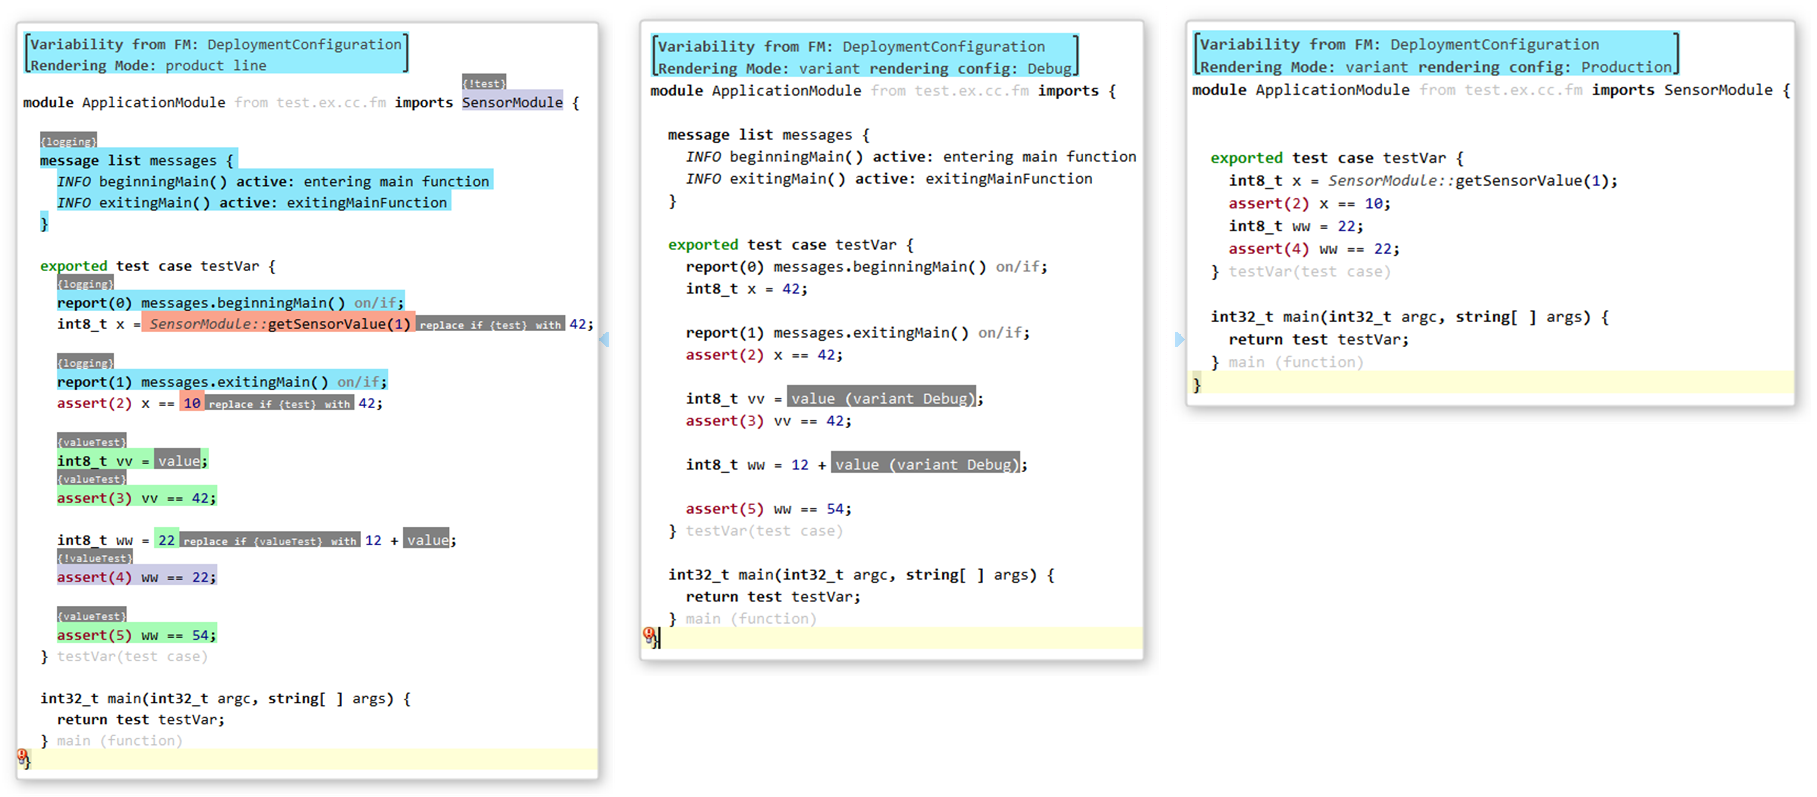 Variability from FM: DeploymentConfiguration
Rendering Mode: product line
{!test}
module ApplicationModule from test.ex.cc.fm imports SensorModule {
{logging}
message list messages {
INFO beginningMain() active: entering main function
INFO exitingMain() active: exitingMainFunction
}
exported test case testVar {
{logging}
report(0) messages.beginningMain() on/if;
int8_t x = SensorModule::getSensorValue(1) replace if {test} with 42;
{logging}
report(1) messages.exitingMain() on/if;
assert(2) x == 10 replace if {test} with 42;
{valueTest}
int8_t vv = value;
{valueTest}
assert(3) vv == 42;
int8_t ww = 22 replace if {valueTest} with 12 + value;
{!valueTest}
assert(4) ww == 22;
{valueTest}
assert(5) ww == 54;
} testVar(test case)
int32_t main(int32_t argc, string[ ] args) {
return test testVar;
} main (function)
}
Variability from FM: DeploymentConfiguration
Rendering Mode: variant rendering config: Debug
module ApplicationModule from test.ex.cc.fm imports {
message list messages {
INFO beginningMain() active: entering main function
INFO exitingMain() active: exitingMainFunction
}
exported test case testVar {
report(0) messages.beginningMain() on/if;
int8_t x = 42;
report(1) messages.exitingMain() on/if;
assert(2) x == 42;
int8_t vv = value (variant Debug);
assert(3) vv == 42;
int8_t ww = 12 + value (variant Debug);
assert(5) ww == 54;
} testVar(test case)
int32_t main(int32_t argc, string[ ] args) {
return test testVar;
} main (function)
}
Variability from FM: DeploymentConfiguration
Rendering Mode: variant rendering config: Production
module ApplicationModule from test.ex.cc.fm imports SensorModule {
exported test case testVar {
int8_t x = SensorModule::getSensorValue(1);
assert(2) x == 10;
int8_t ww = 22;
assert(4) ww == 22;
} testVar(test case)
int32_t main(int32_t argc, string[ ] args) {
return test testVar;
} main (function)
}